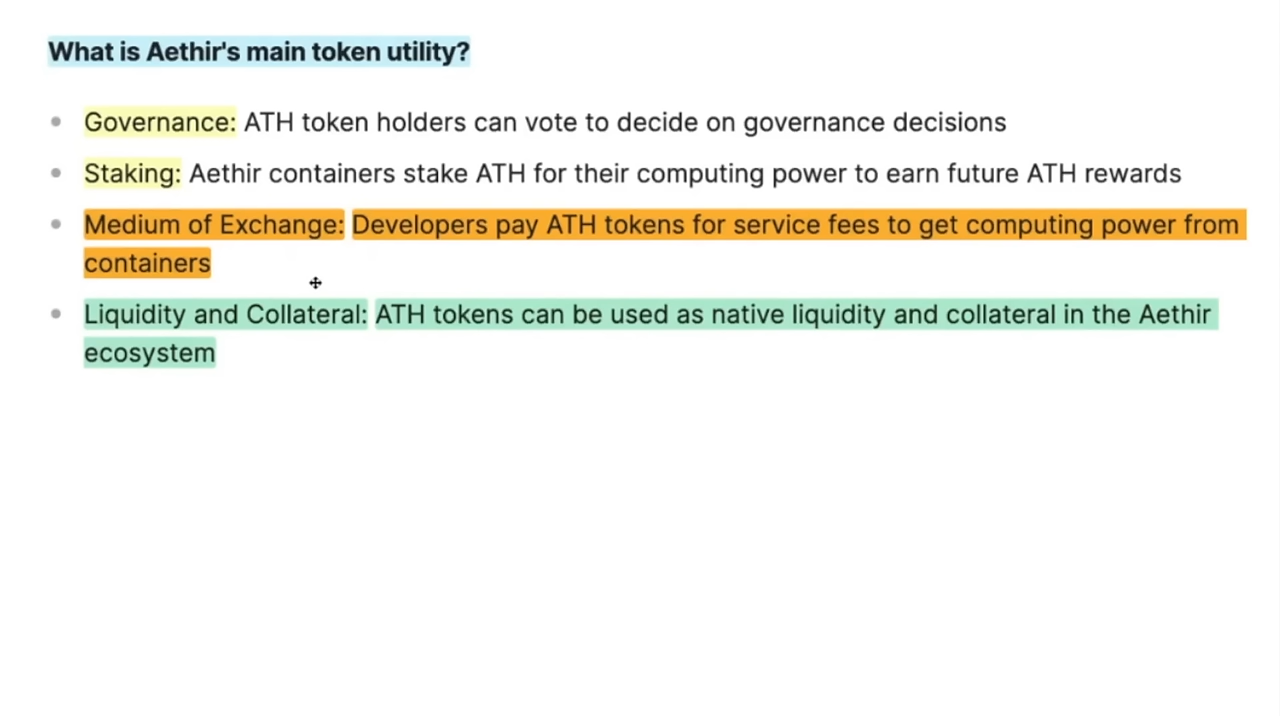 What is Aethir's main token utility?
Governance: ATH token holders can vote to decide on governance decisions
Staking: Aethir containers stake ATH for their computing power to earn future ATH rewards
Medium of Exchange: Developers pay ATH tokens for service fees to get computing power from
containers
Liquidity and Collateral: ATH tokens can be used as native liquidity and collateral in the Aethir
ecosystem